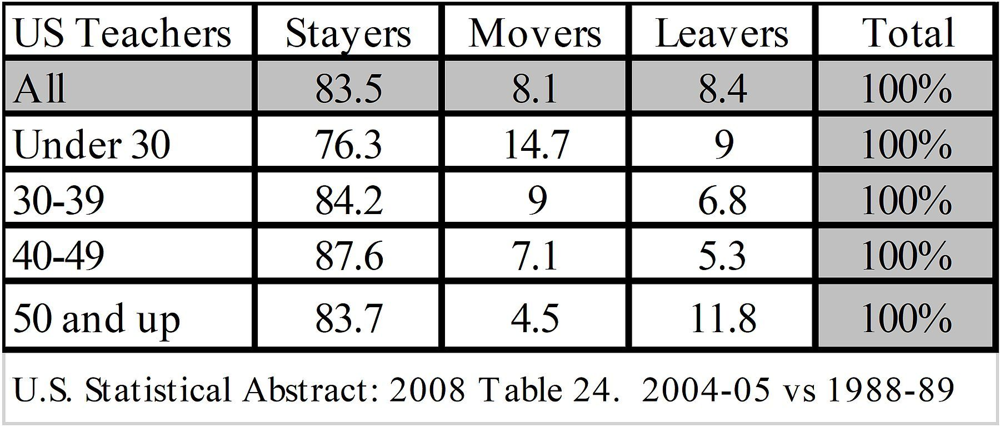 US Teachers Stayers Movers Leavers Total
All 83.5 8.1 8.4 100%
Under 30 76.3 14.7 9 100%
30-39 84.2 9 6.8 100%
40-49 87.6 7.1 5.3 100%
50 and up 83.7 4.5 11.8 100%
U.S. Statistical Abstract: 2008 Table 24. 2004-05 vs 1988-89